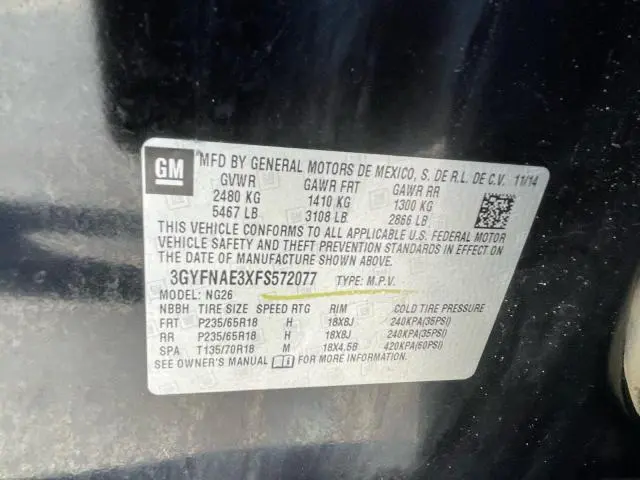 GM
MFD BY GENERAL MOTORS DE MEXICO, S. DE R.L. DE C.V. 11/14
GVWR GAWR FRT GAWR RR
2480 KG 1410 KG 1300 KG
5467 LB 3108 LB 2866 LB
THIS VEHICLE CONFORMS TO ALL APPLICABLE U.S. FEDERAL MOTOR
VEHICLE SAFETY AND THEFT PREVENTION STANDARDS IN EFFECT ON
THE DATE OF MANUFACTURE SHOWN ABOVE.
3GYFNAE3XFS572077 TYPE: M.P.V.
MODEL: NG26
NBBH TIRE SIZE SPEED RTG RIM COLD TIRE PRESSURE
FRT P235/65R18 H 18X8J 240KPA(35PSI)
RR P235/65R18 H 18X8J 240KPA(35PSI)
SPA T135/70R18 M 18X4.5B 420KPA(60PSI)
SEE OWNER'S MANUAL